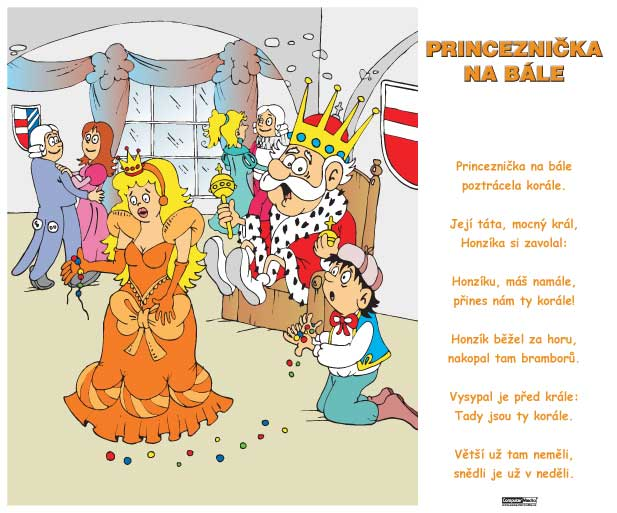 PRINCEZNIČKA
NA BÁLE
Princeznička na bále
poztrácela korále.
Její táta, mocný král,
Honzíka si zavolal:
Honzíku, máš namále,
přines nám ty korále!
Honzík běžel za horu,
nakopal tam bramborů.
Vysypal je před krále:
Tady jsou ty korále.
Větší už tam neměli,
snědli je už v neděli.
ComputerMedia